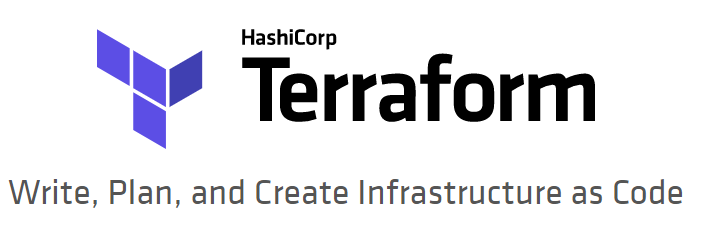 HashiCorp
Terraform
Write, Plan, and Create Infrastructure as Code